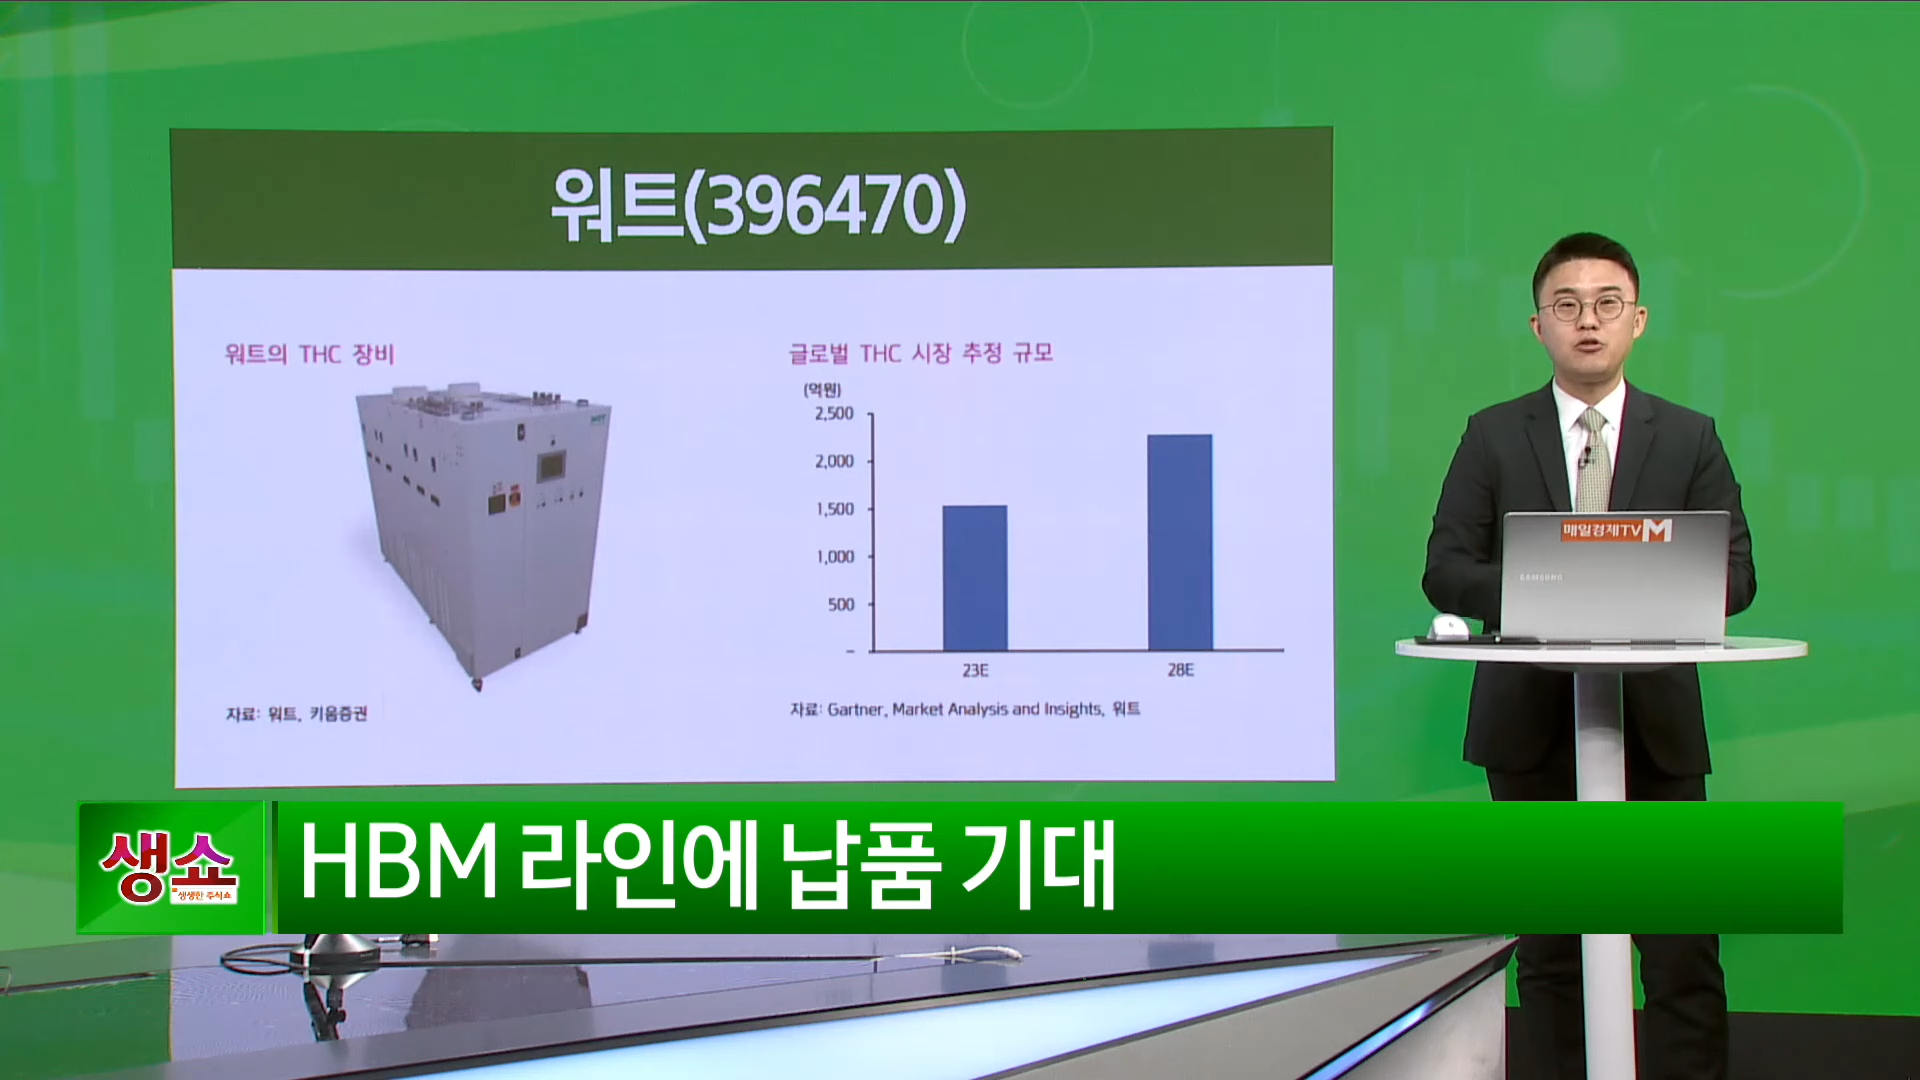 워트(396470)
워트의 THC 장비
자료: 워트, 키움증권
글로벌 THC 시장 추정 규모
(억원)
2,500
2,000
1,500
1,000
500
–
23E
28E
자료: Gartner, Market Analysis and Insights, 워트
매일경제TV M
SAMSUNG
생쇼
생생한 주식쇼
HBM 라인에 납품 기대